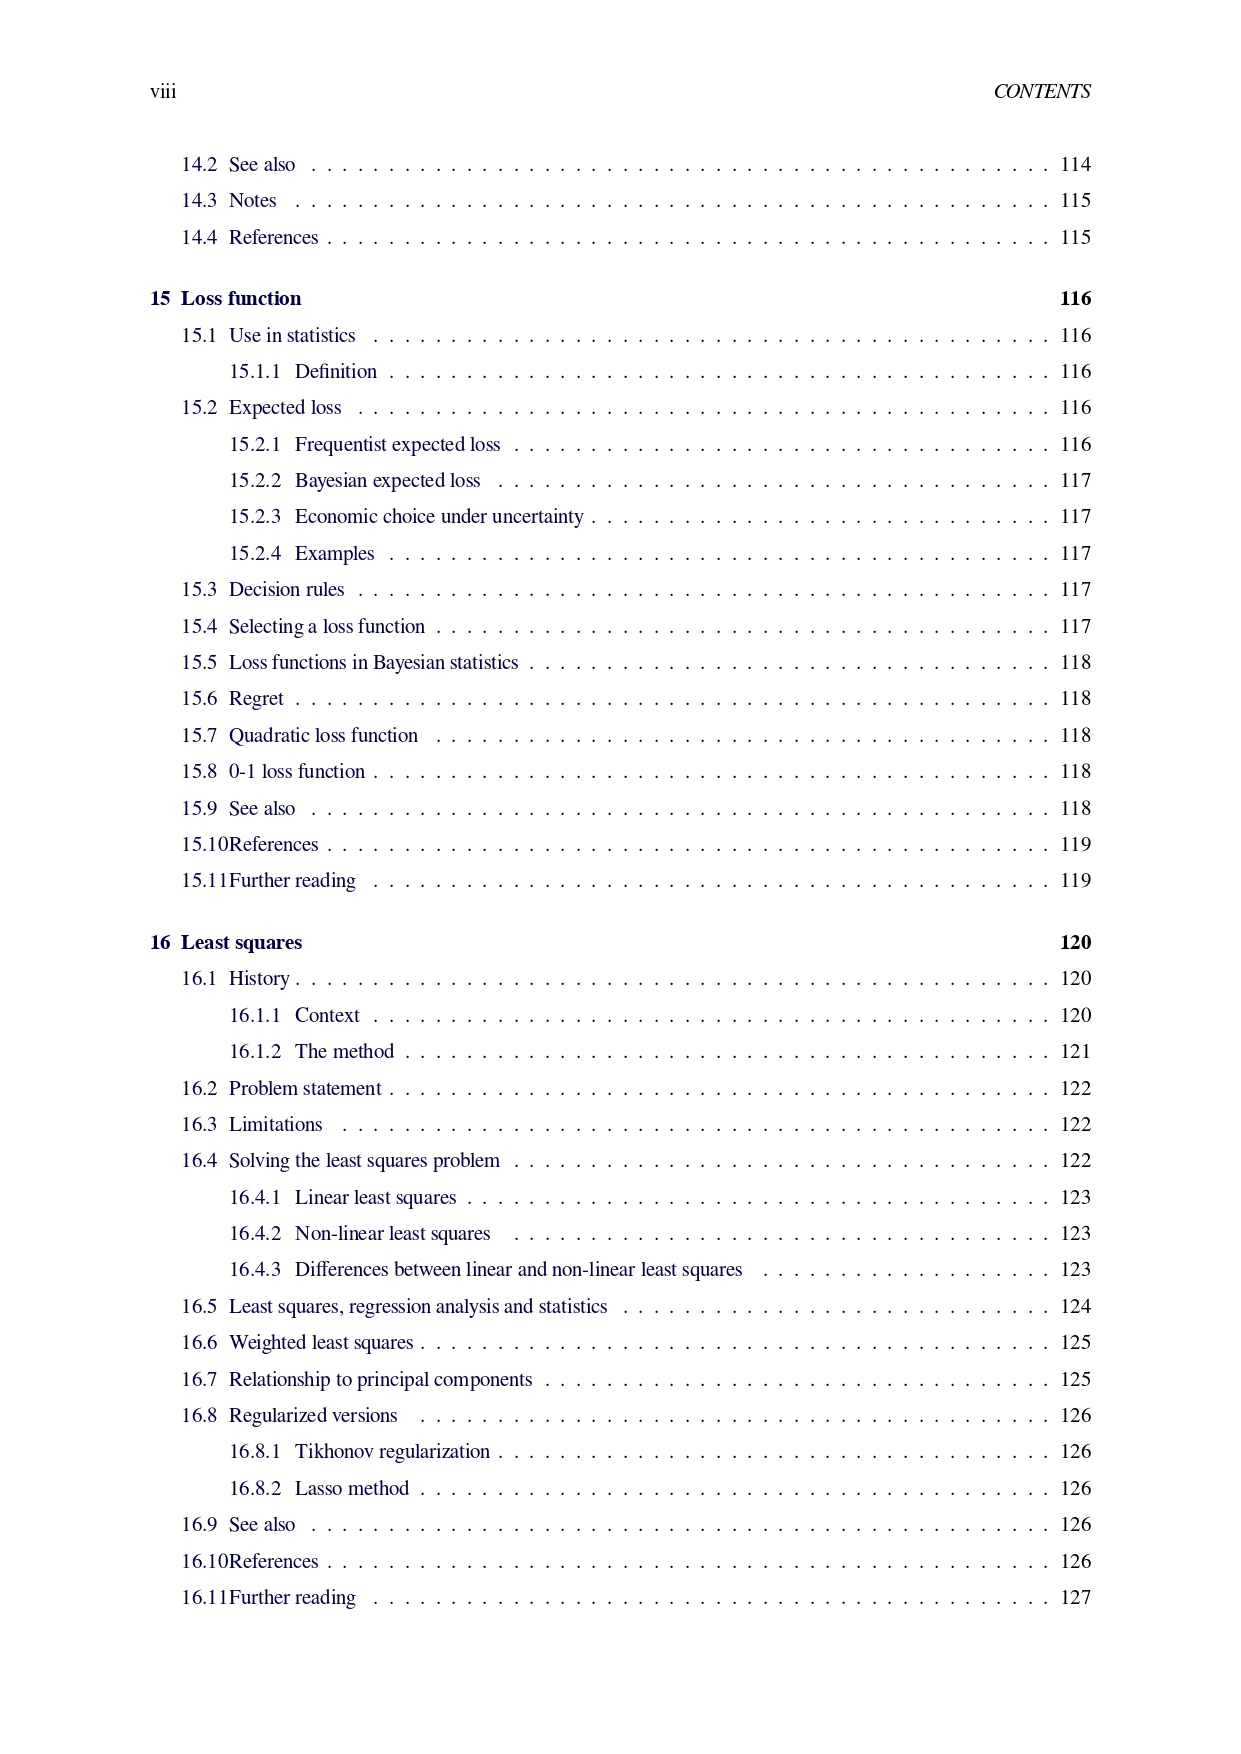 viii CONTENTS
14.2 See also . . . . . . . . . . . . . . . . . . . . . . . . . . . . . . . . . . . . . . . . . . . . . . . . 114
14.3 Notes . . . . . . . . . . . . . . . . . . . . . . . . . . . . . . . . . . . . . . . . . . . . . . . . . 115
14.4 References . . . . . . . . . . . . . . . . . . . . . . . . . . . . . . . . . . . . . . . . . . . . . . . 115
15 Loss function 116
15.1 Use in statistics . . . . . . . . . . . . . . . . . . . . . . . . . . . . . . . . . . . . . . . . . . . . 116
15.1.1 Definition . . . . . . . . . . . . . . . . . . . . . . . . . . . . . . . . . . . . . . . . . . . 116
15.2 Expected loss . . . . . . . . . . . . . . . . . . . . . . . . . . . . . . . . . . . . . . . . . . . . . 116
15.2.1 Frequentist expected loss . . . . . . . . . . . . . . . . . . . . . . . . . . . . . . . . . . . 116
15.2.2 Bayesian expected loss . . . . . . . . . . . . . . . . . . . . . . . . . . . . . . . . . . . . 117
15.2.3 Economic choice under uncertainty . . . . . . . . . . . . . . . . . . . . . . . . . . . . . . 117
15.2.4 Examples . . . . . . . . . . . . . . . . . . . . . . . . . . . . . . . . . . . . . . . . . . . 117
15.3 Decision rules . . . . . . . . . . . . . . . . . . . . . . . . . . . . . . . . . . . . . . . . . . . . . 117
15.4 Selecting a loss function . . . . . . . . . . . . . . . . . . . . . . . . . . . . . . . . . . . . . . . . 117
15.5 Loss functions in Bayesian statistics . . . . . . . . . . . . . . . . . . . . . . . . . . . . . . . . . . 118
15.6 Regret . . . . . . . . . . . . . . . . . . . . . . . . . . . . . . . . . . . . . . . . . . . . . . . . . 118
15.7 Quadratic loss function . . . . . . . . . . . . . . . . . . . . . . . . . . . . . . . . . . . . . . . . 118
15.8 0-1 loss function . . . . . . . . . . . . . . . . . . . . . . . . . . . . . . . . . . . . . . . . . . . . 118
15.9 See also . . . . . . . . . . . . . . . . . . . . . . . . . . . . . . . . . . . . . . . . . . . . . . . . 118
15.10References . . . . . . . . . . . . . . . . . . . . . . . . . . . . . . . . . . . . . . . . . . . . . . . 119
15.11Further reading . . . . . . . . . . . . . . . . . . . . . . . . . . . . . . . . . . . . . . . . . . . . 119
16 Least squares 120
16.1 History . . . . . . . . . . . . . . . . . . . . . . . . . . . . . . . . . . . . . . . . . . . . . . . . . 120
16.1.1 Context . . . . . . . . . . . . . . . . . . . . . . . . . . . . . . . . . . . . . . . . . . . . 120
16.1.2 The method . . . . . . . . . . . . . . . . . . . . . . . . . . . . . . . . . . . . . . . . . . 121
16.2 Problem statement . . . . . . . . . . . . . . . . . . . . . . . . . . . . . . . . . . . . . . . . . . . 122
16.3 Limitations . . . . . . . . . . . . . . . . . . . . . . . . . . . . . . . . . . . . . . . . . . . . . . 122
16.4 Solving the least squares problem . . . . . . . . . . . . . . . . . . . . . . . . . . . . . . . . . . . 122
16.4.1 Linear least squares . . . . . . . . . . . . . . . . . . . . . . . . . . . . . . . . . . . . . . 123
16.4.2 Non-linear least squares . . . . . . . . . . . . . . . . . . . . . . . . . . . . . . . . . . . 123
16.4.3 Differences between linear and non-linear least squares . . . . . . . . . . . . . . . . . . . 123
16.5 Least squares, regression analysis and statistics . . . . . . . . . . . . . . . . . . . . . . . . . . . . 124
16.6 Weighted least squares . . . . . . . . . . . . . . . . . . . . . . . . . . . . . . . . . . . . . . . . . 125
16.7 Relationship to principal components . . . . . . . . . . . . . . . . . . . . . . . . . . . . . . . . . 125
16.8 Regularized versions . . . . . . . . . . . . . . . . . . . . . . . . . . . . . . . . . . . . . . . . . 126
16.8.1 Tikhonov regularization . . . . . . . . . . . . . . . . . . . . . . . . . . . . . . . . . . . . 126
16.8.2 Lasso method . . . . . . . . . . . . . . . . . . . . . . . . . . . . . . . . . . . . . . . . . 126
16.9 See also . . . . . . . . . . . . . . . . . . . . . . . . . . . . . . . . . . . . . . . . . . . . . . . . 126
16.10References . . . . . . . . . . . . . . . . . . . . . . . . . . . . . . . . . . . . . . . . . . . . . . . 126
16.11Further reading . . . . . . . . . . . . . . . . . . . . . . . . . . . . . . . . . . . . . . . . . . . . 127